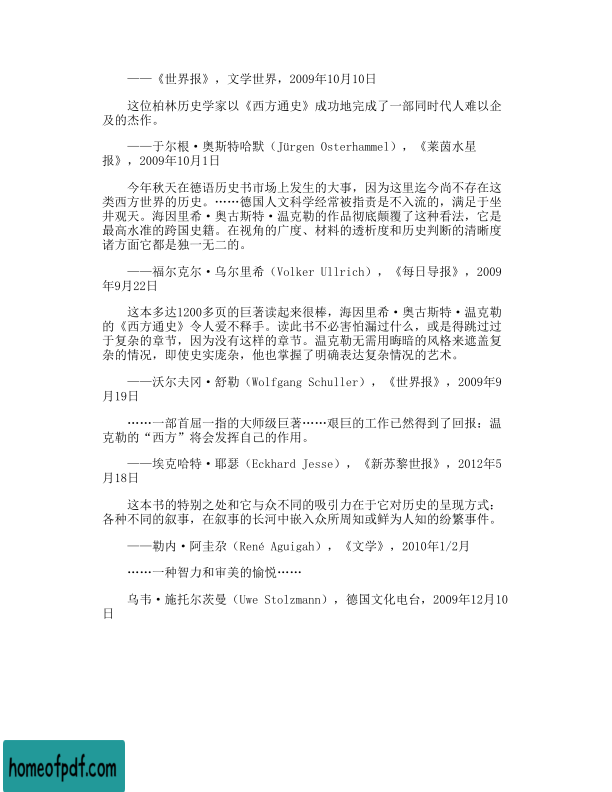 ——《世界报》，文学世界，2009年10月10日
这位柏林历史学家以《西方通史》成功地完成了一部同时代人难以企
及的杰作。
——于尔根·奥斯特哈默（Jürgen Osterhammel），《莱茵水星
报》，2009年10月1日
今年秋天在德语历史书市场上发生的大事，因为这里迄今尚不存在这
类西方世界的历史。……德国人文科学经常被指责是不入流的，满足于坐
井观天。海因里希·奥古斯特·温克勒的作品彻底颠覆了这种看法，它是
最高水准的跨国史籍。在视角的广度、材料的透析度和历史判断的清晰度
诸方面它都是独一无二的。
——福尔克尔·乌尔里希（Volker Ullrich），《每日导报》，2009
年9月22日
这本多达1200多页的巨著读起来很棒，海因里希·奥古斯特·温克勒
的《西方通史》令人爱不释手。读此书不必害怕漏过什么，或是得跳过过
于复杂的章节，因为没有这样的章节。温克勒无需用晦暗的风格来遮盖复
杂的情况，即使史实庞杂，他也掌握了明确表达复杂情况的艺术。
——沃尔夫冈·舒勒（Wolfgang Schuller），《世界报》，2009年9
月19日
……一部首屈一指的大师级巨著……艰巨的工作已然得到了回报：温
克勒的“西方”将会发挥自己的作用。
——埃克哈特·耶瑟（Eckhard Jesse），《新苏黎世报》，2012年5
月18日
这本书的特别之处和它与众不同的吸引力在于它对历史的呈现方式：
各种不同的叙事，在叙事的长河中嵌入众所周知或鲜为人知的纷繁事件。
——勒内·阿圭尕（René Aguigah），《文学》，2010年1/2月
……一种智力和审美的愉悦……
乌韦·施托尔茨曼（Uwe Stolzmann），德国文化电台，2009年12月10
日
homeofpdf.com